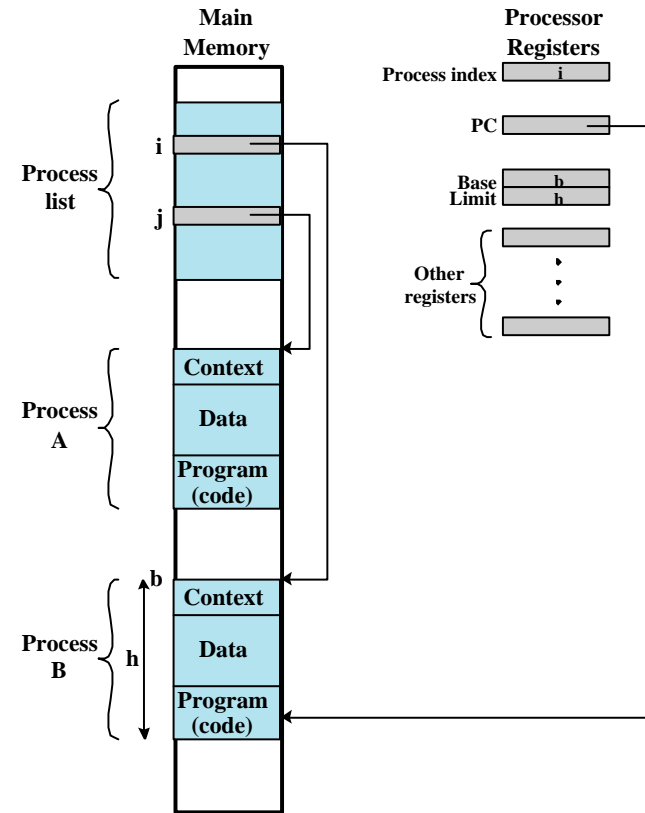 Main
Memory
Processor
Registers
Process index
i
PC
Base
b
Limit
h
Other
registers
Process
list
i
j
Process
A
Context
Data
Program
(code)
Process
B
b
h
Context
Data
Program
(code)